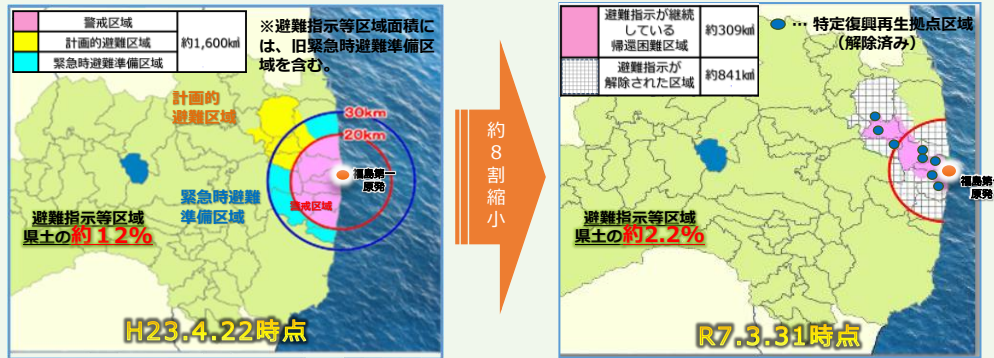 警戒区域
計画的避難区域
緊急時避難準備区域
約1,600㎢
※避難指示等区域面積に
は、旧緊急時避難準備区
域を含む。
計画的
避難区域
30km
20km
福島第一
原発
緊急時避難
準備区域
警戒区域
避難指示等区域
県土の約12%
H23.4.22時点
約8割縮小
避難指示が継続
している
帰還困難区域
約309㎢
避難指示が
解除された区域
約841㎢
… 特定復興再生拠点区域
(解除済み)
福島第一
原発
避難指示等区域
県土の約2.2%
R7.3.31時点